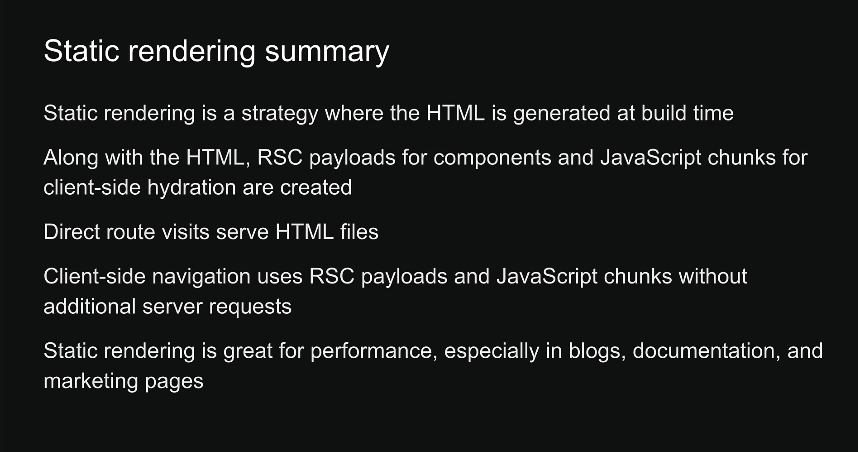 Static rendering summary
Static rendering is a strategy where the HTML is generated at build time
Along with the HTML, RSC payloads for components and JavaScript chunks for
client-side hydration are created
Direct route visits serve HTML files
Client-side navigation uses RSC payloads and JavaScript chunks without
additional server requests
Static rendering is great for performance, especially in blogs, documentation, and
marketing pages